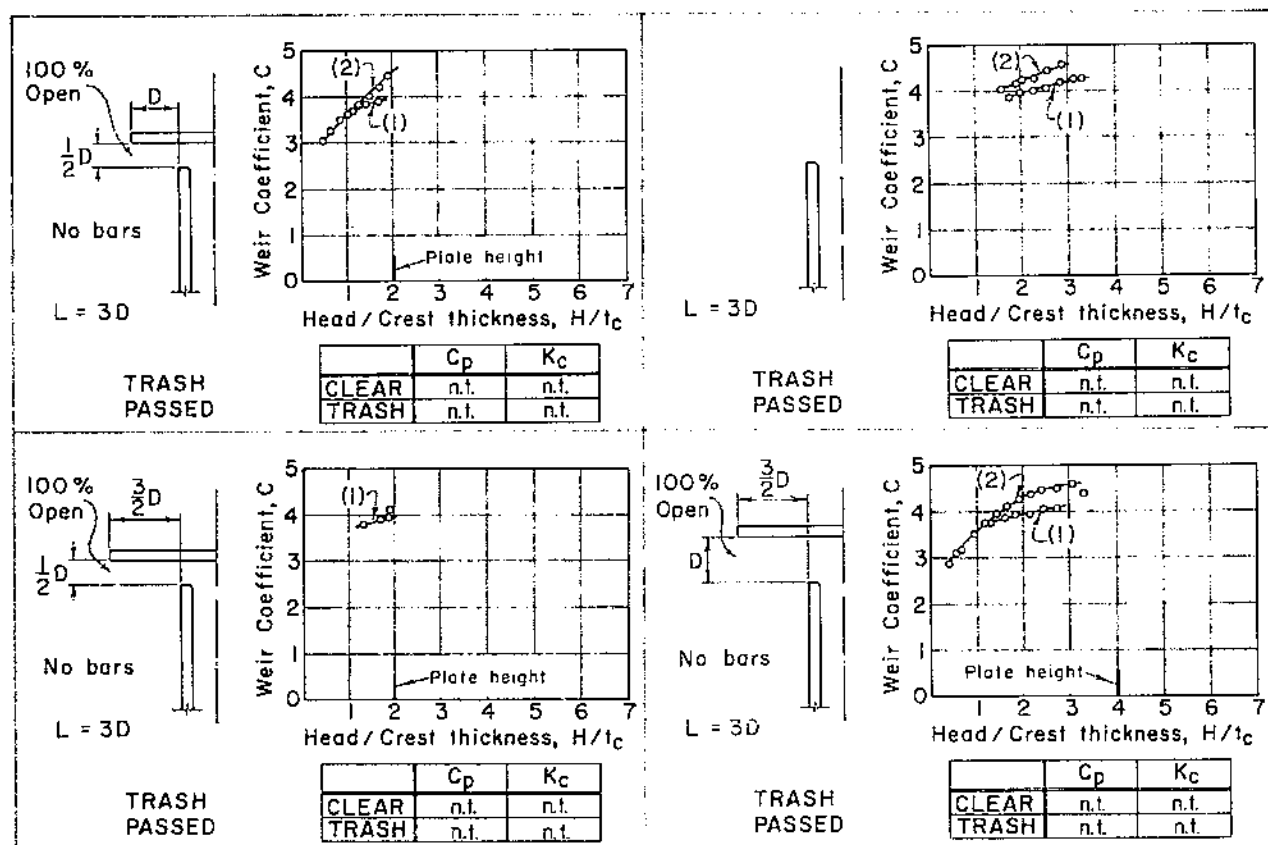 100%
Open
D
1/2 D
No bars
L = 3D
TRASH
PASSED
Weir Coefficient, C
5
4
3
2
1
0
(2)
(1)
Plate height
1 2 3 4 5 6 7
Head/Crest thickness, H/tc
Cp Kc
CLEAR n.t. n.t.
TRASH n.t. n.t.
L = 3D
TRASH
PASSED
Weir Coefficient, C
5
4
3
2
1
0
(2)
(1)
1 2 3 4 5 6 7
Head/Crest thickness, H/tc
Cp Kc
CLEAR n.t. n.t.
TRASH n.t. n.t.
100%
Open
3/2 D
1/2 D
No bars
L = 3D
TRASH
PASSED
Weir Coefficient, C
5
4
3
2
1
0
(1)
Plate height
1 2 3 4 5 6 7
Head/Crest thickness, H/tc
Cp Kc
CLEAR n.t. n.t.
TRASH n.t. n.t.
100%
Open
3/2 D
D
No bars
L = 3D
TRASH
PASSED
Weir Coefficient, C
5
4
3
2
1
0
(2)
(1)
Plate height
1 2 3 4 5 6 7
Head/Crest thickness, H/tc
Cp Kc
CLEAR n.t. n.t.
TRASH n.t. n.t.